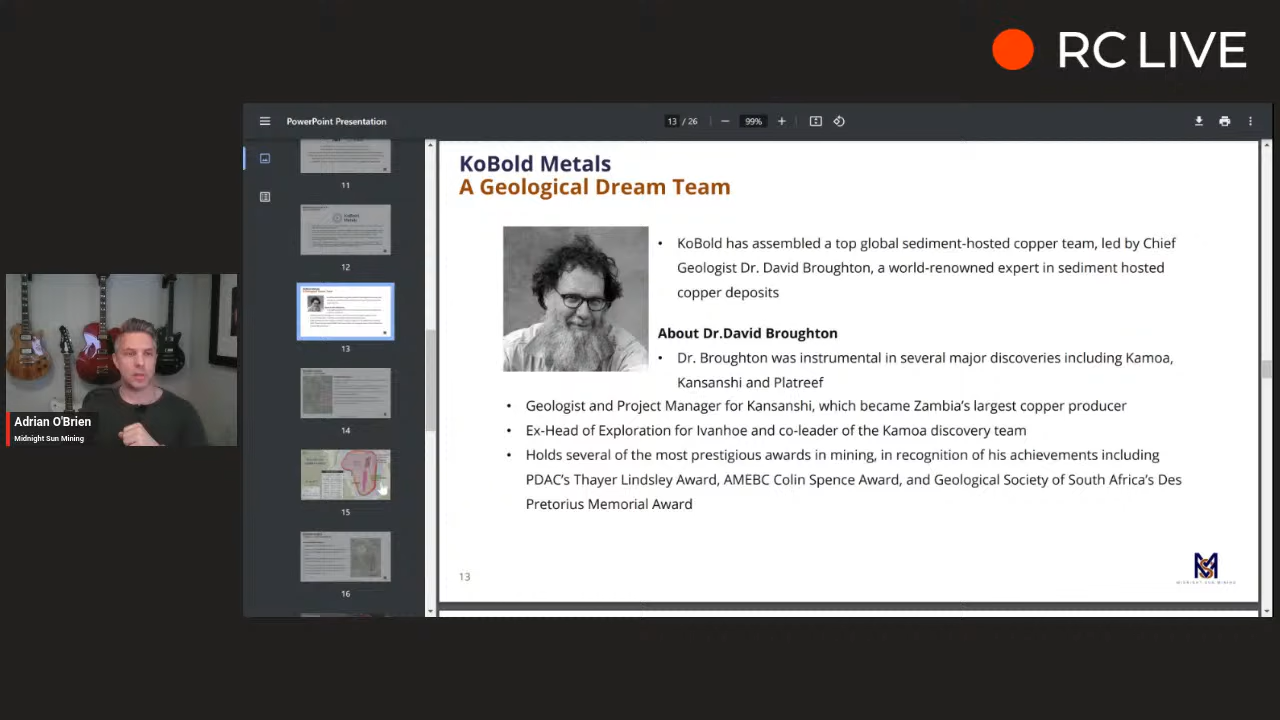 RC LIVE
PowerPoint Presentation
13 / 26
99%
11
12
13
14
15
16
KoBold Metals
A Geological Dream Team
• KoBold has assembled a top global sediment-hosted copper team, led by Chief
Geologist Dr. David Broughton, a world-renowned expert in sediment hosted
copper deposits
About Dr.David Broughton
• Dr. Broughton was instrumental in several major discoveries including Kamoa,
Kansanshi and Platreef
• Geologist and Project Manager for Kansanshi, which became Zambia's largest copper producer
• Ex-Head of Exploration for Ivanhoe and co-leader of the Kamoa discovery team
• Holds several of the most prestigious awards in mining, in recognition of his achievements including
PDAC's Thayer Lindsley Award, AMEBC Colin Spence Award, and Geological Society of South Africa's Des
Pretorius Memorial Award
13
MIDNIGHT SUN MINING
Adrian O'Brien
Midnight Sun Mining